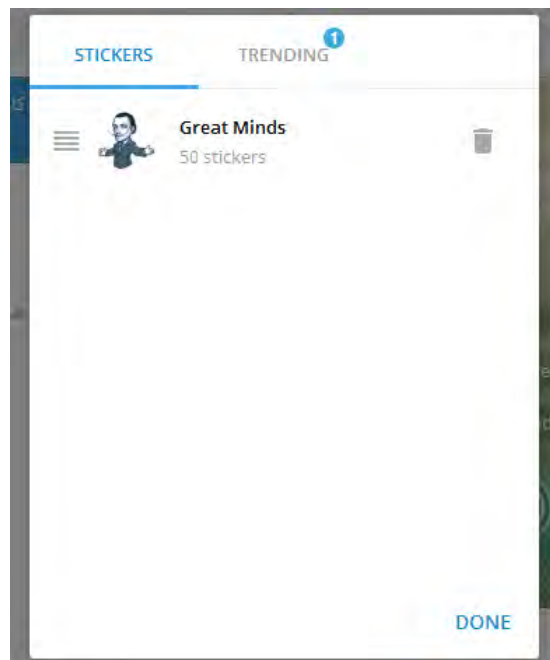 STICKERS
TRENDING
1
Great Minds
50 stickers
DONE